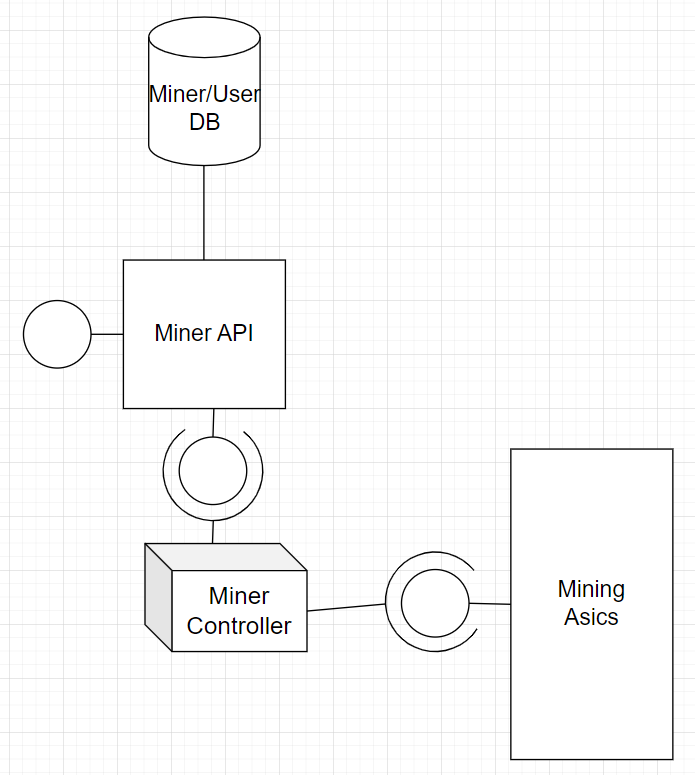 Miner/User
DB
Miner API
Miner
Controller
Mining
Asics